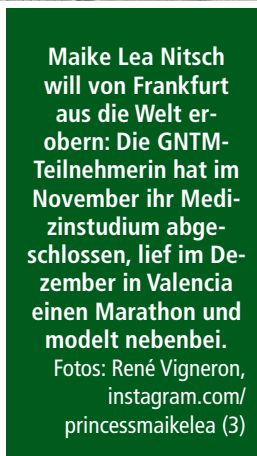 Maike Lea Nitsch
will von Frankfurt
aus die Welt er-
obern: Die GNTM-
Teilnehmerin hat im
November ihr Medi-
zinstudium abge-
schlossen, lief im De-
zember in Valencia
einen Marathon und
modelt nebenbei.
Fotos: René Vigneron,
instagram.com/
princessmaikelea (3)